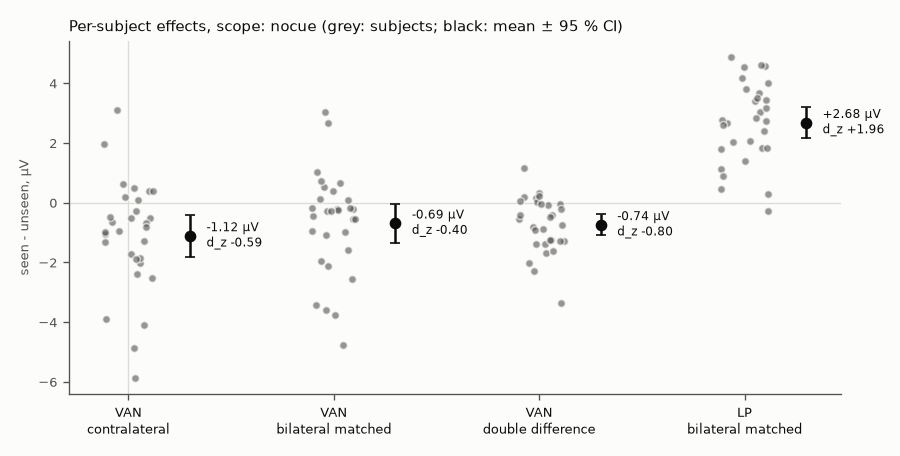 Per-subject effects, scope: nocue (grey: subjects; black: mean ± 95 % CI)
seen - unseen, µV
4
2
0
−2
−4
−6
-1.12 µV
d_z -0.59
-0.69 µV
d_z -0.40
-0.74 µV
d_z -0.80
+2.68 µV
d_z +1.96
VAN
contralateral
VAN
bilateral matched
VAN
double difference
LP
bilateral matched